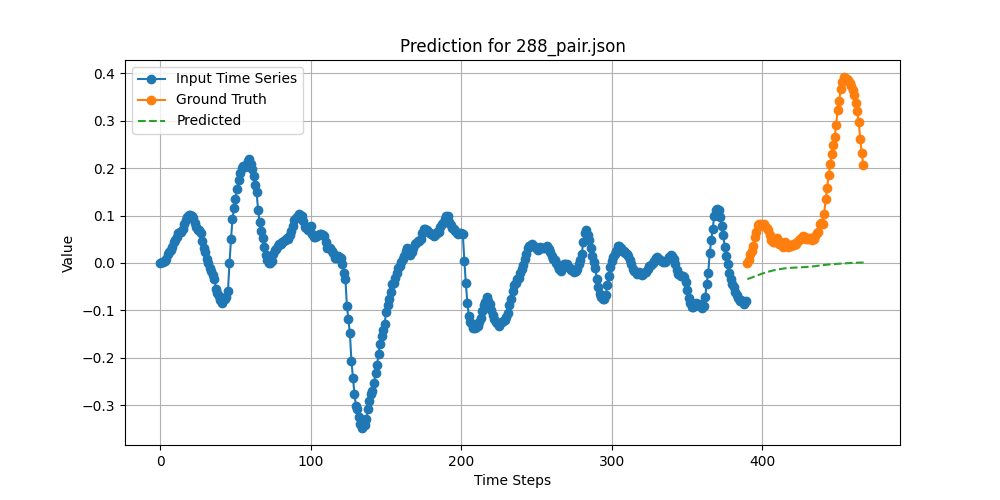 Prediction for 288_pair.json
Input Time Series
Ground Truth
Predicted
0.4
0.3
0.2
0.1
0.0
−0.1
−0.2
−0.3
Value
0 100 200 300 400
Time Steps